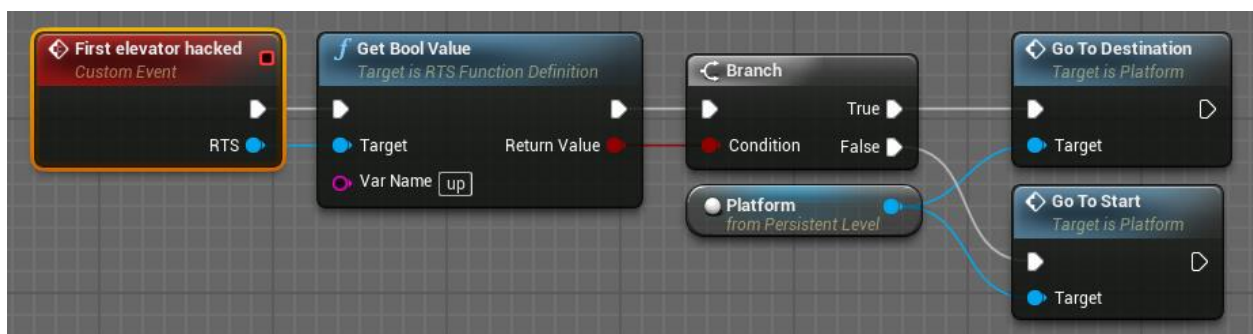 First elevator hacked
Custom Event
RTS
f Get Bool Value
Target is RTS Function Definition
Target
Return Value
Var Name up
Branch
True
Condition
False
Platform
from Persistent Level
Go To Destination
Target is Platform
Target
Go To Start
Target is Platform
Target